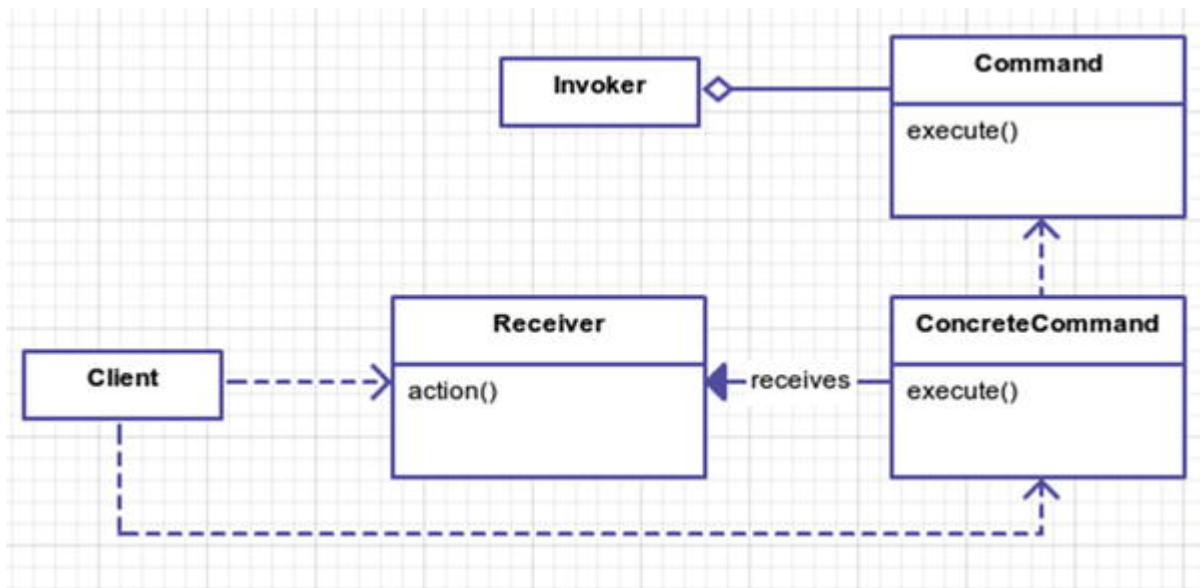 Invoker
Command
execute()
Receiver
action()
receives
ConcreteCommand
execute()
Client